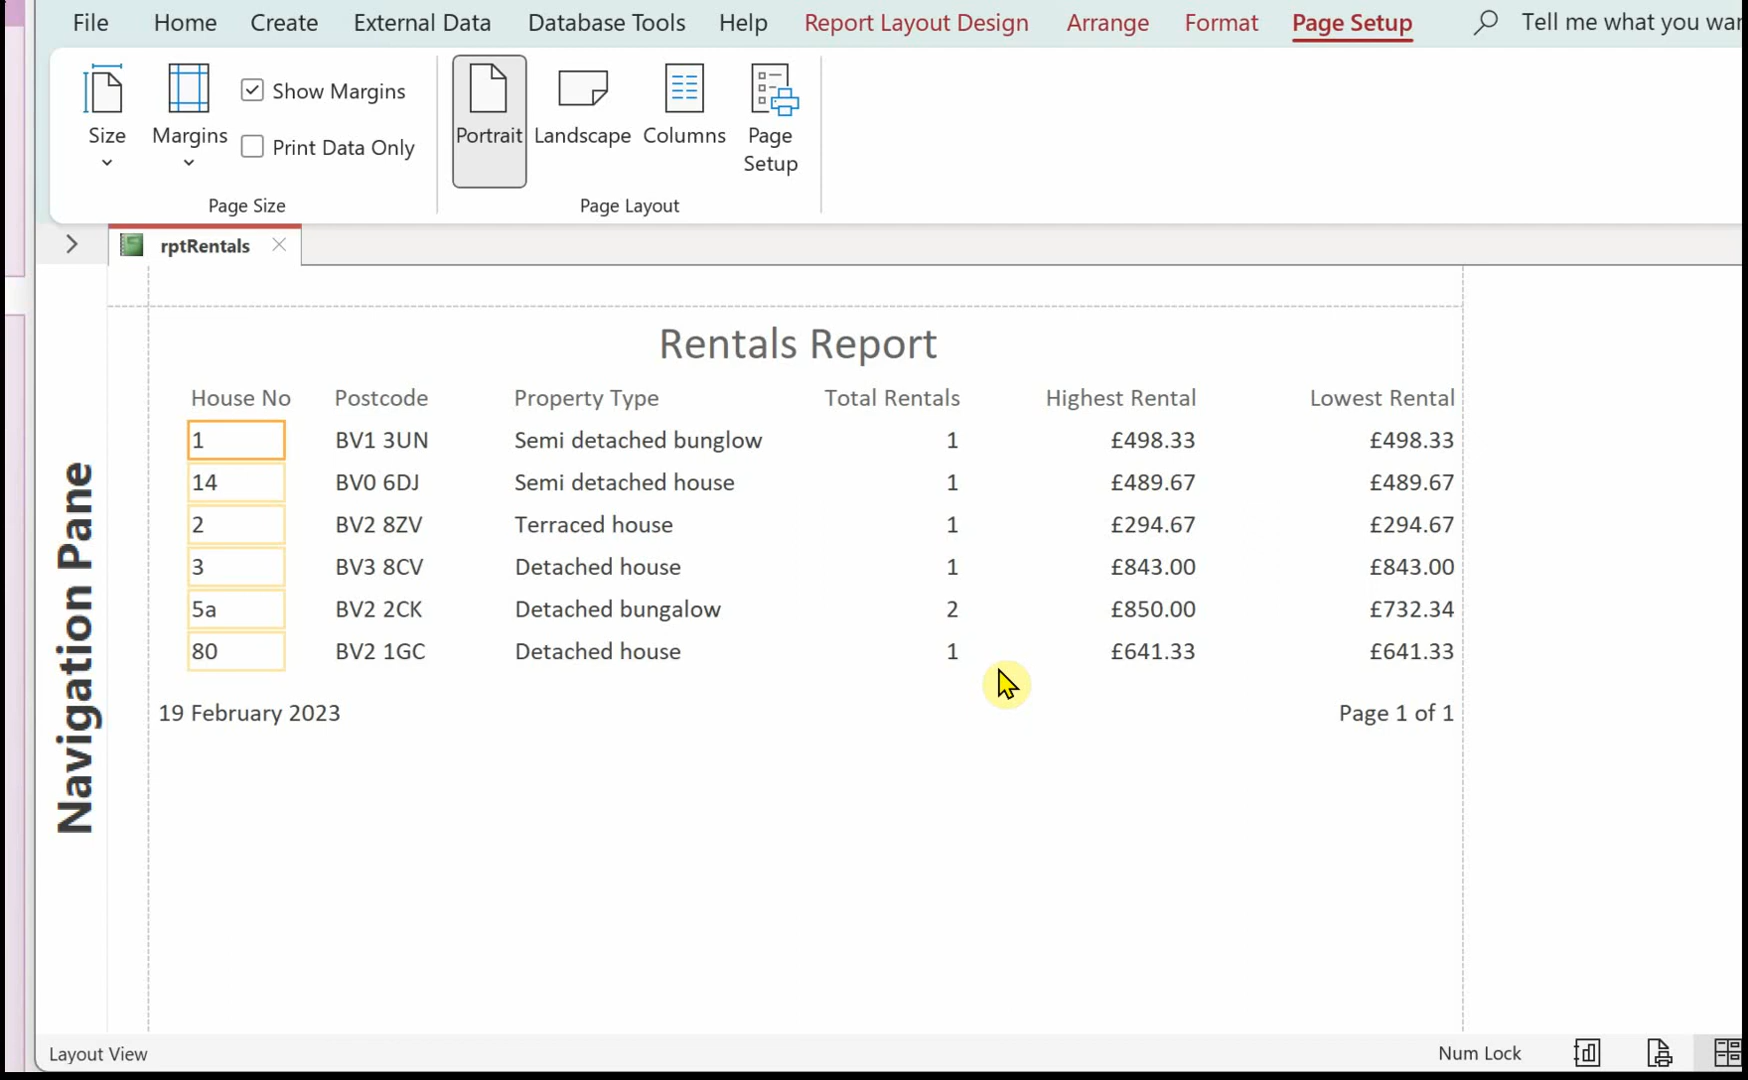 File Home Create External Data Database Tools Help Report Layout Design Arrange Format Page Setup Tell me what you wan
Size Margins Show Margins Print Data Only Portrait Landscape Columns Page Setup
Page Size Page Layout
rptRentals
Navigation Pane
Rentals Report
House No Postcode Property Type Total Rentals Highest Rental Lowest Rental
1 BV1 3UN Semi detached bunglow 1 £498.33 £498.33
14 BV0 6DJ Semi detached house 1 £489.67 £489.67
2 BV2 8ZV Terraced house 1 £294.67 £294.67
3 BV3 8CV Detached house 1 £843.00 £843.00
5a BV2 2CK Detached bungalow 2 £850.00 £732.34
80 BV2 1GC Detached house 1 £641.33 £641.33
19 February 2023 Page 1 of 1
Layout View Num Lock